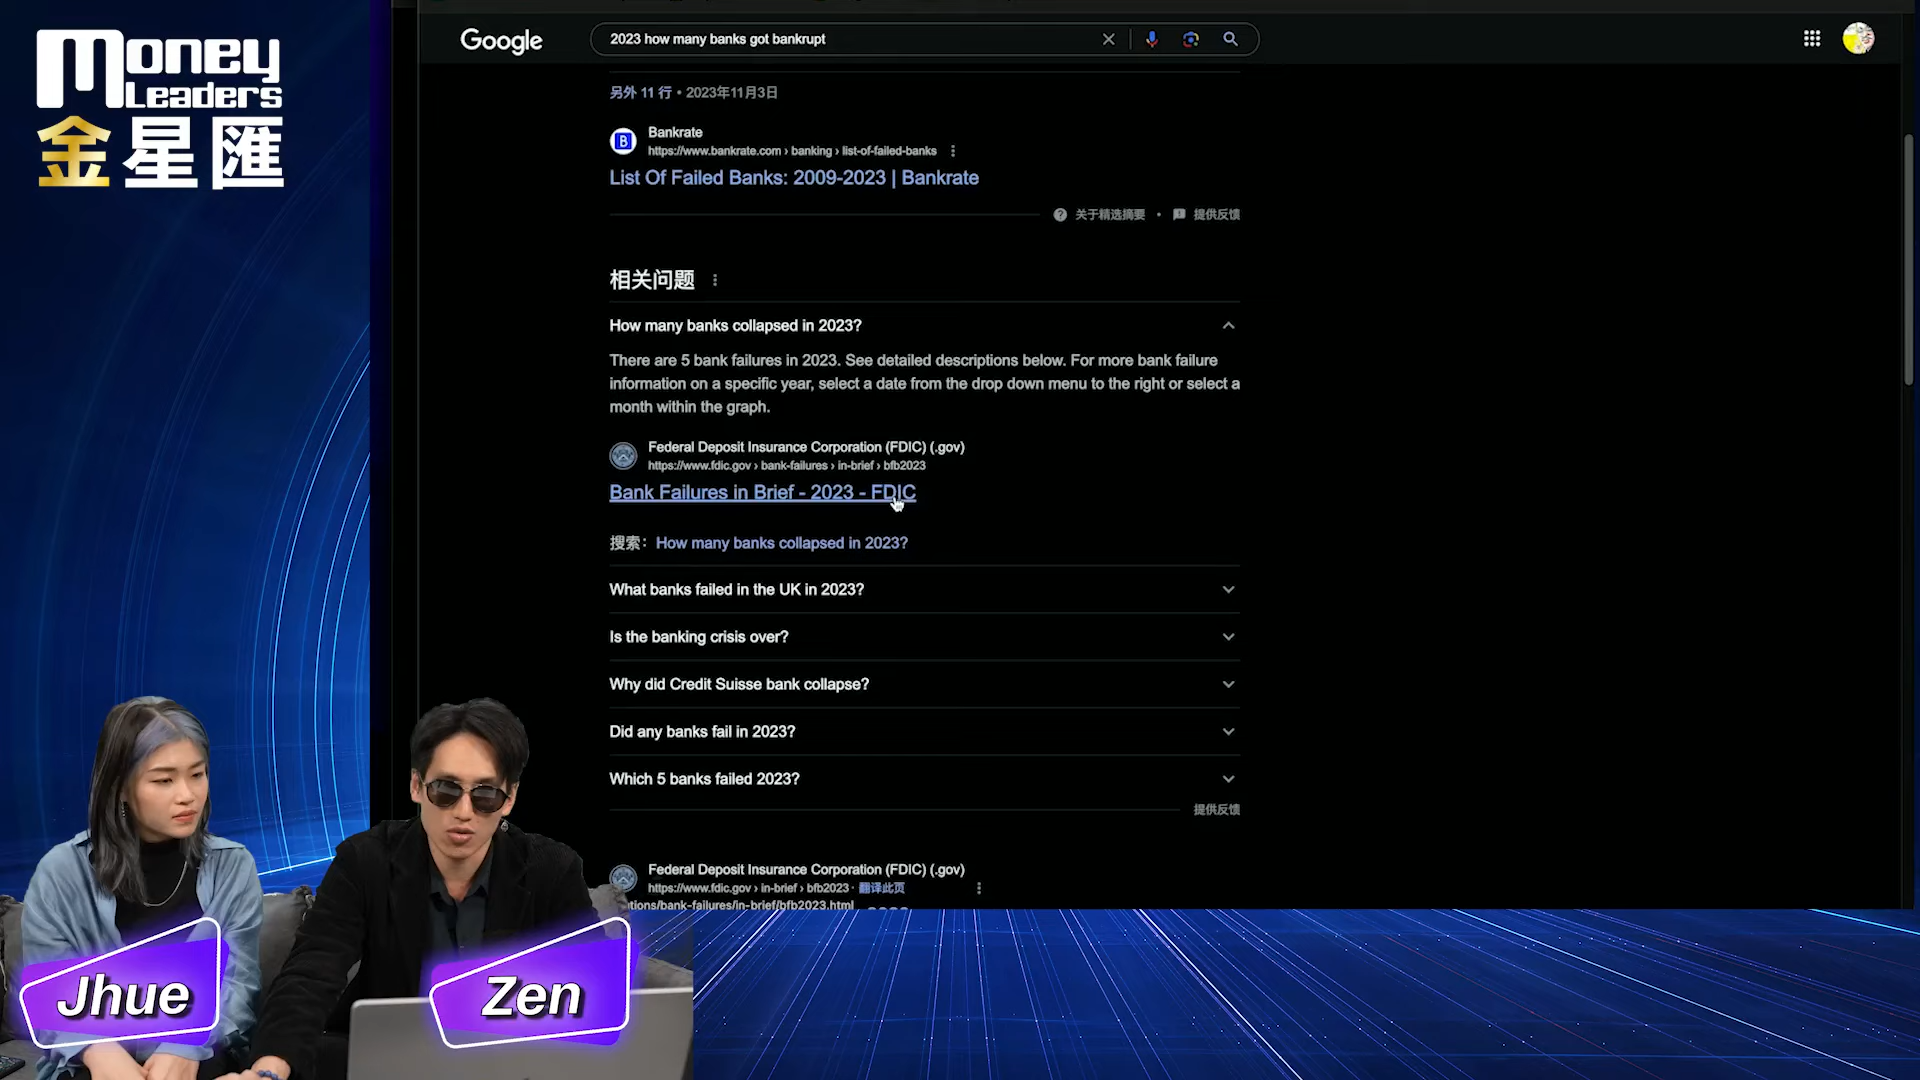 Money
Leaders
金星匯
Google
2023 how many banks got bankrupt
另外 11 行 • 2023年11月3日
Bankrate
https://www.bankrate.com › banking › list-of-failed-banks
List Of Failed Banks: 2009-2023 | Bankrate
关于精选摘要 • 提供反馈
相关问题
How many banks collapsed in 2023?
There are 5 bank failures in 2023. See detailed descriptions below. For more bank failure
information on a specific year, select a date from the drop down menu to the right or select a
month within the graph.
Federal Deposit Insurance Corporation (FDIC) (.gov)
https://www.fdic.gov › bank-failures › in-brief › bfb2023
Bank Failures in Brief - 2023 - FDIC
搜索： How many banks collapsed in 2023?
What banks failed in the UK in 2023?
Is the banking crisis over?
Why did Credit Suisse bank collapse?
Did any banks fail in 2023?
Which 5 banks failed 2023?
提供反馈
Federal Deposit Insurance Corporation (FDIC) (.gov)
https://www.fdic.gov › in-brief › bfb2023 · 翻译此页
tions/bank-failures/in-brief/bfb2023.html
Jhue
Zen